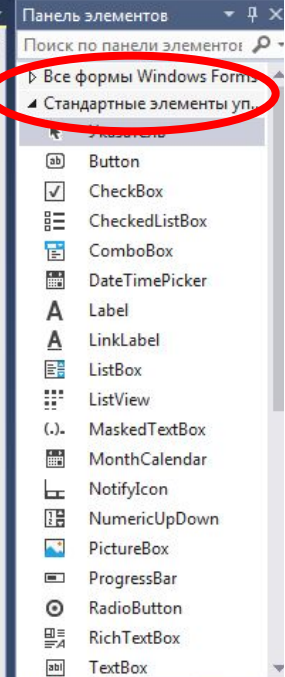 Панель элементов
Поиск по панели элементов
Все формы Windows Forms
Стандартные элементы уп...
Указатель
Button
CheckBox
CheckedListBox
ComboBox
DateTimePicker
Label
LinkLabel
ListBox
ListView
MaskedTextBox
MonthCalendar
NotifyIcon
NumericUpDown
PictureBox
ProgressBar
RadioButton
RichTextBox
TextBox